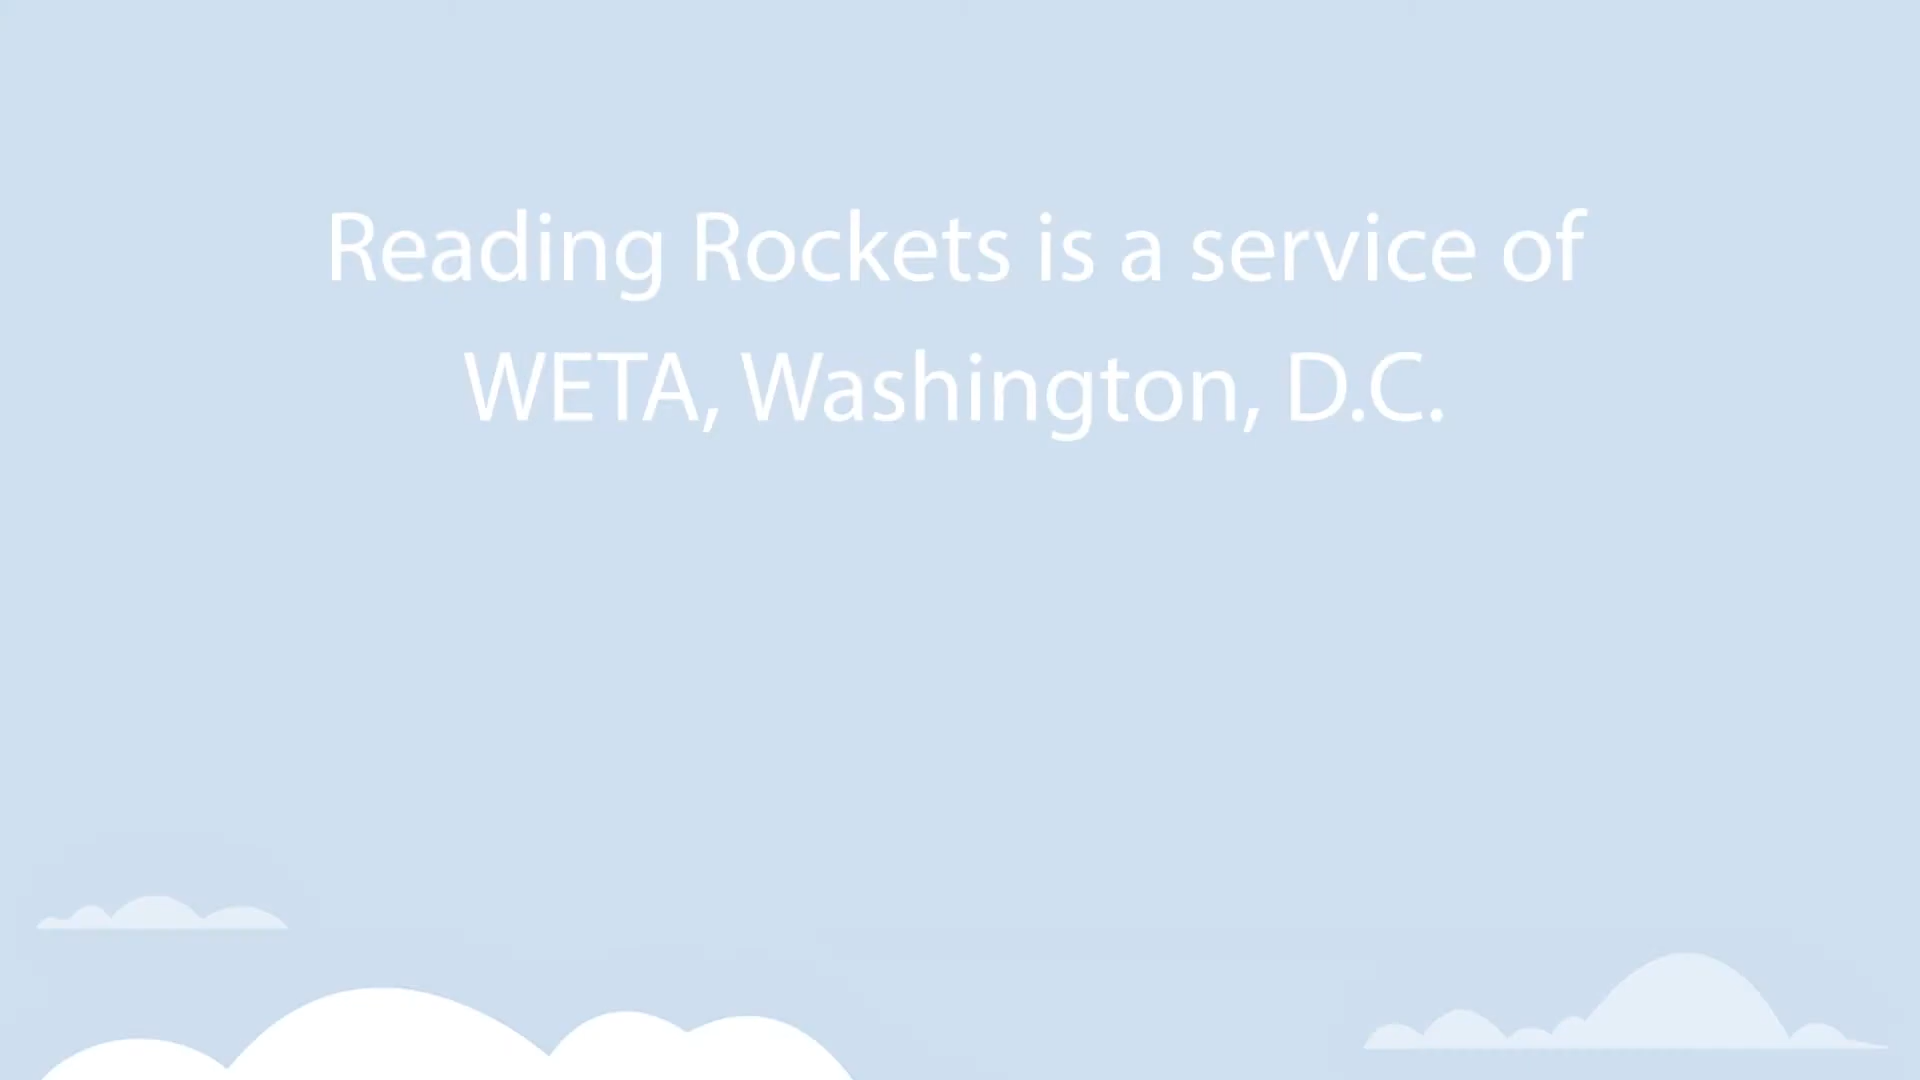 Reading Rockets is a service of
WETA, Washington, D.C.